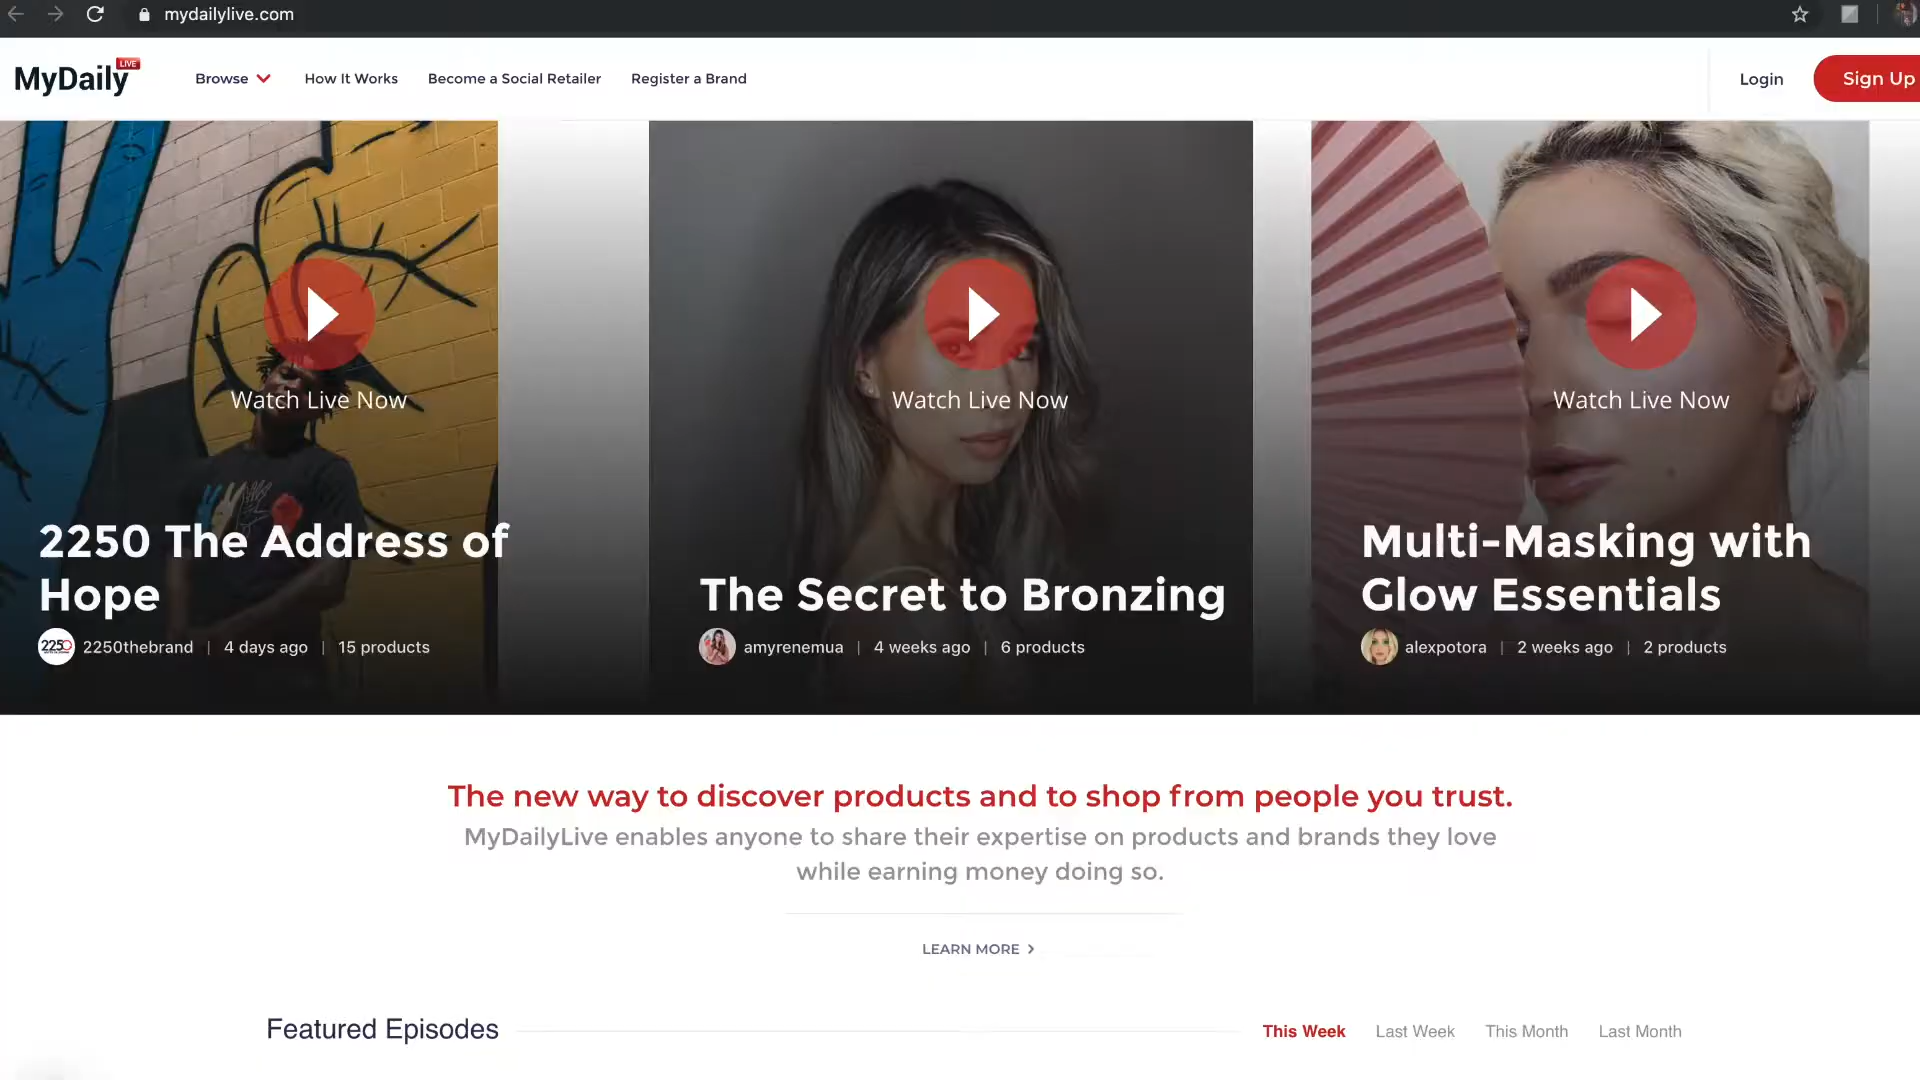 mydailylive.com
MyDaily LIVE
Browse
How It Works
Become a Social Retailer
Register a Brand
Login
Sign Up
Watch Live Now
2250 The Address of
Hope
2250
2250thebrand | 4 days ago | 15 products
Watch Live Now
The Secret to Bronzing
amyrenemua | 4 weeks ago | 6 products
Watch Live Now
Multi-Masking with
Glow Essentials
alexpotora | 2 weeks ago | 2 products
The new way to discover products and to shop from people you trust.
MyDailyLive enables anyone to share their expertise on products and brands they love
while earning money doing so.
LEARN MORE >
Featured Episodes
This Week
Last Week
This Month
Last Month